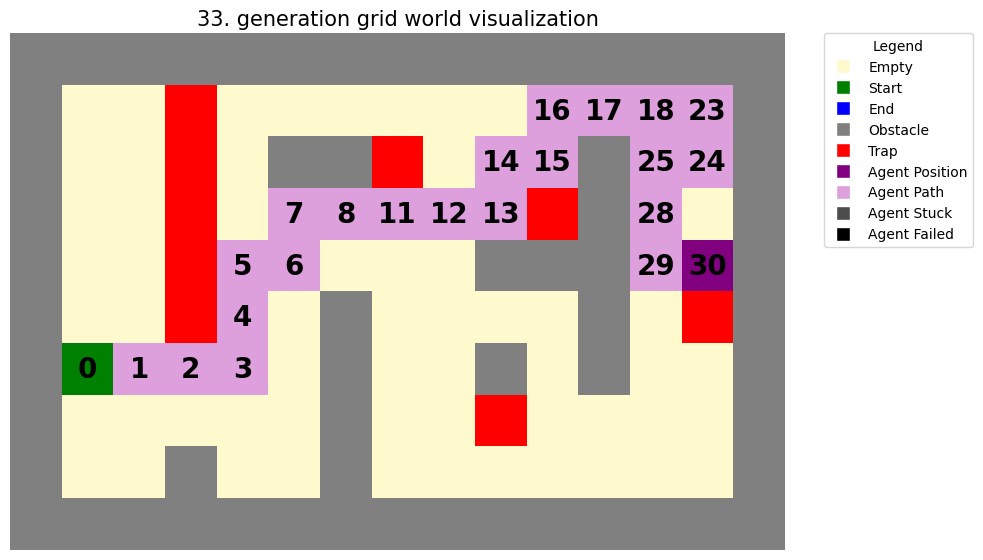 33. generation grid world visualization
Legend
Empty
Start
End
Obstacle
Trap
Agent Position
Agent Path
Agent Stuck
Agent Failed
16 17 18 23
14 15 25 24
7 8 11 12 13 28
5 6 29 30
4
0 1 2 3